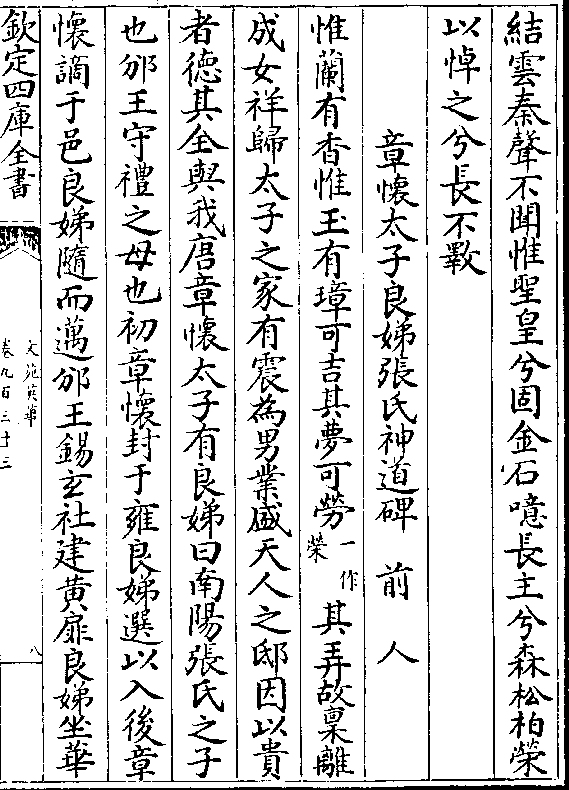 結雲秦聲不聞惟聖皇兮固金石噫長主兮森松柏榮
以悼之兮長不斁
章懷太子良娣張氏神道碑　前　人
惟蘭有香惟玉有璋可吉其夢可勞一作榮其弄故稟離
成女祥歸太子之家有震為男業盛天人之邸因以貴
者德其全與我唐章懷太子有良娣曰南陽張氏之子
也邠王守禮之母也初章懷封于雍良娣選以入後章
懷謫于邑良娣隨而邁邠王錫玄社建黃扉良娣坐華
欽定四庫全書
文苑英華
卷九百三十三
八